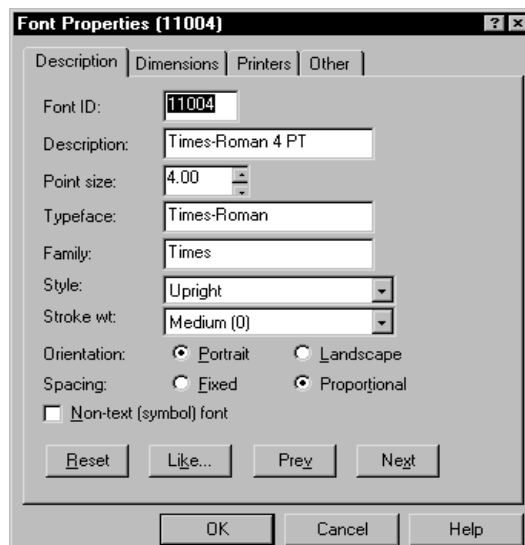 Font Properties (11004)
Description Dimensions Printers Other
Font ID: 11004
Description: Times-Roman 4 PT
Point size: 4.00
Typeface: Times-Roman
Family: Times
Style: Upright
Stroke wt: Medium (0)
Orientation: Portrait Landscape
Spacing: Fixed Proportional
Non-text (symbol) font
Reset Like... Prev Next
OK Cancel Help